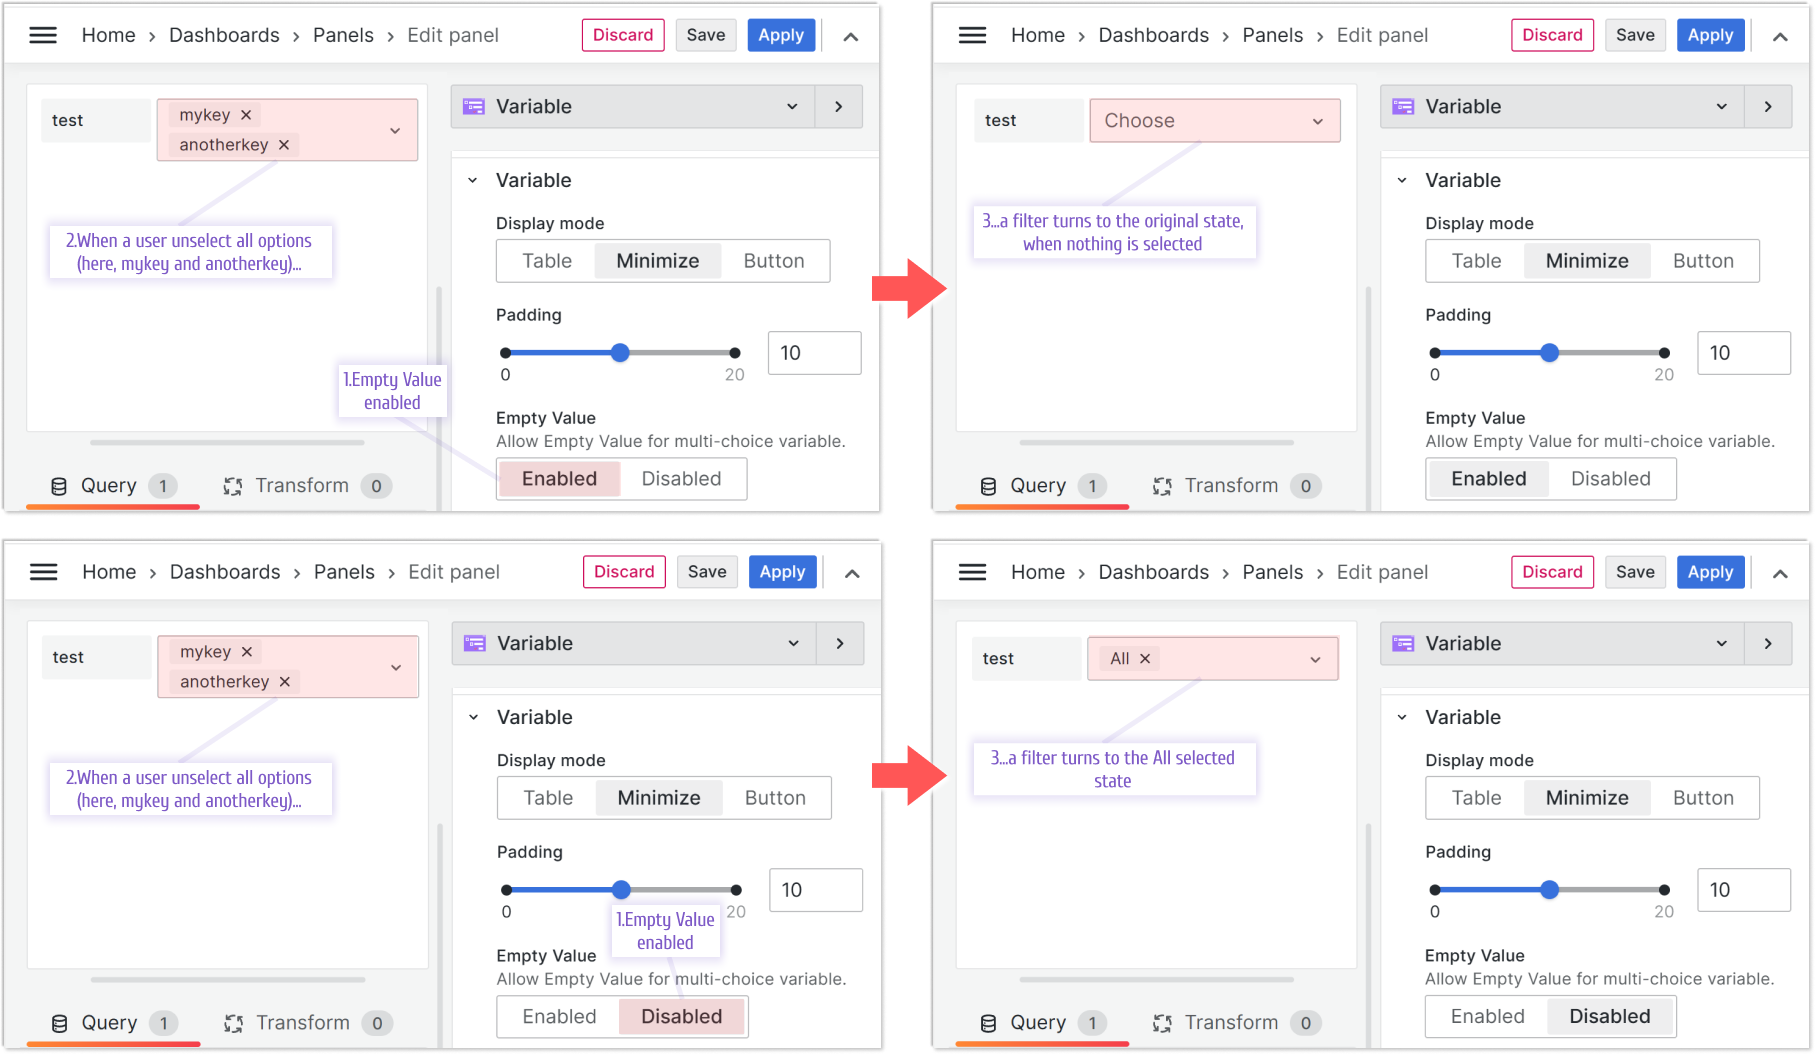 Home › Dashboards › Panels › Edit panel Discard Save Apply
test mykey ×
anotherkey ×
2.When a user unselect all options
(here, mykey and anotherkey)...
Query 1 Transform 0
Variable
Variable
Display mode
Table Minimize Button
Padding
10
0 20
1.Empty Value
enabled
Empty Value
Allow Empty Value for multi-choice variable.
Enabled Disabled
Home › Dashboards › Panels › Edit panel Discard Save Apply
test Choose
3...a filter turns to the original state,
when nothing is selected
Query 1 Transform 0
Variable
Variable
Display mode
Table Minimize Button
Padding
10
0 20
Empty Value
Allow Empty Value for multi-choice variable.
Enabled Disabled
Home › Dashboards › Panels › Edit panel Discard Save Apply
test mykey ×
anotherkey ×
2.When a user unselect all options
(here, mykey and anotherkey)...
Query 1 Transform 0
Variable
Variable
Display mode
Table Minimize Button
Padding
10
0 20
1.Empty Value
enabled
Empty Value
Allow Empty Value for multi-choice variable.
Enabled Disabled
Home › Dashboards › Panels › Edit panel Discard Save Apply
test All ×
3...a filter turns to the All selected
state
Query 1 Transform 0
Variable
Variable
Display mode
Table Minimize Button
Padding
10
0 20
Empty Value
Allow Empty Value for multi-choice variable.
Enabled Disabled